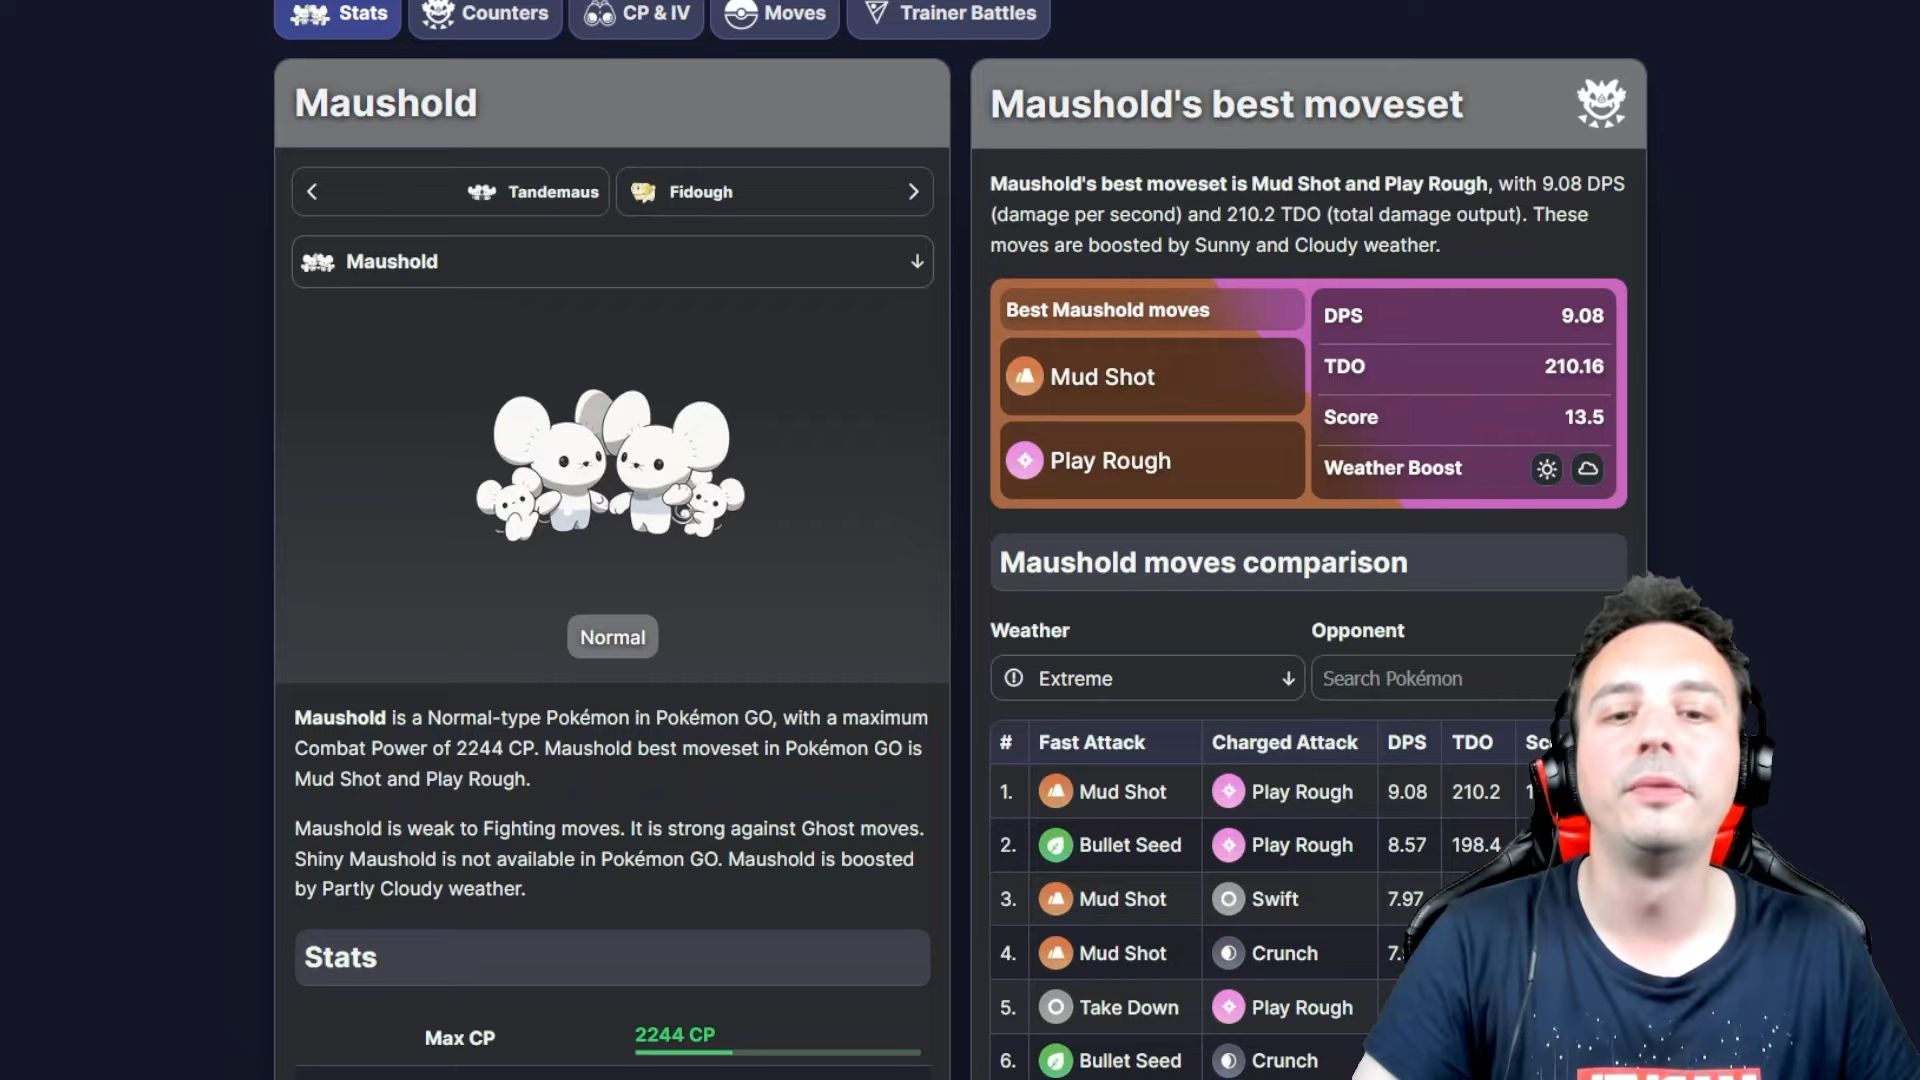 Stats
Counters
CP & IV
Moves
Trainer Battles
Maushold
Tandemaus
Fidough
Maushold
Normal
Maushold is a Normal-type Pokémon in Pokémon GO, with a maximum
Combat Power of 2244 CP. Maushold best moveset in Pokémon GO is
Mud Shot and Play Rough.
Maushold is weak to Fighting moves. It is strong against Ghost moves.
Shiny Maushold is not available in Pokémon GO. Maushold is boosted
by Partly Cloudy weather.
Stats
Max CP 2244 CP
Maushold's best moveset
Maushold's best moveset is Mud Shot and Play Rough, with 9.08 DPS
(damage per second) and 210.2 TDO (total damage output). These
moves are boosted by Sunny and Cloudy weather.
Best Maushold moves
Mud Shot
Play Rough
DPS 9.08
TDO 210.16
Score 13.5
Weather Boost
Maushold moves comparison
Weather Opponent
Extreme Search Pokémon
# Fast Attack Charged Attack DPS TDO
1. Mud Shot Play Rough 9.08 210.2
2. Bullet Seed Play Rough 8.57 198.4
3. Mud Shot Swift 7.97
4. Mud Shot Crunch
5. Take Down Play Rough
6. Bullet Seed Crunch